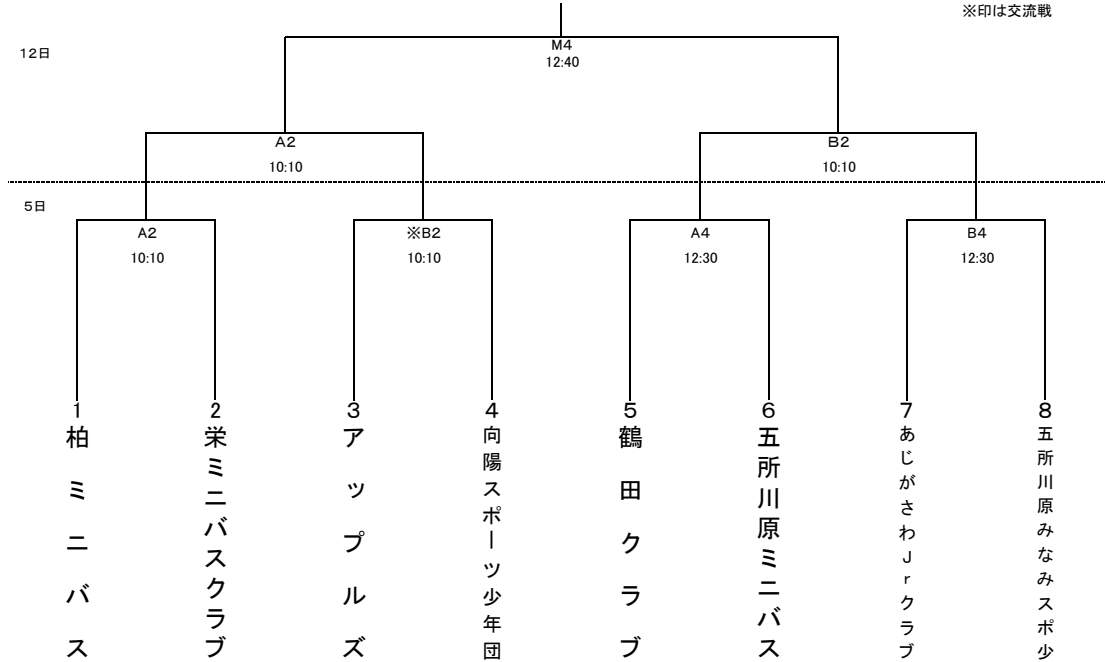 ※印は交流戦
12日
M4
12:40
A2
10:10
B2
10:10
5日
A2
10:10
※B2
10:10
A4
12:30
B4
12:30
1
柏ミニバス
2
栄ミニバスクラブ
3
アップルズ
4
向陽スポーツ少年団
5
鶴田クラブ
6
五所川原ミニバス
7
あじがさわJrクラブ
8
五所川原みなみスポ少